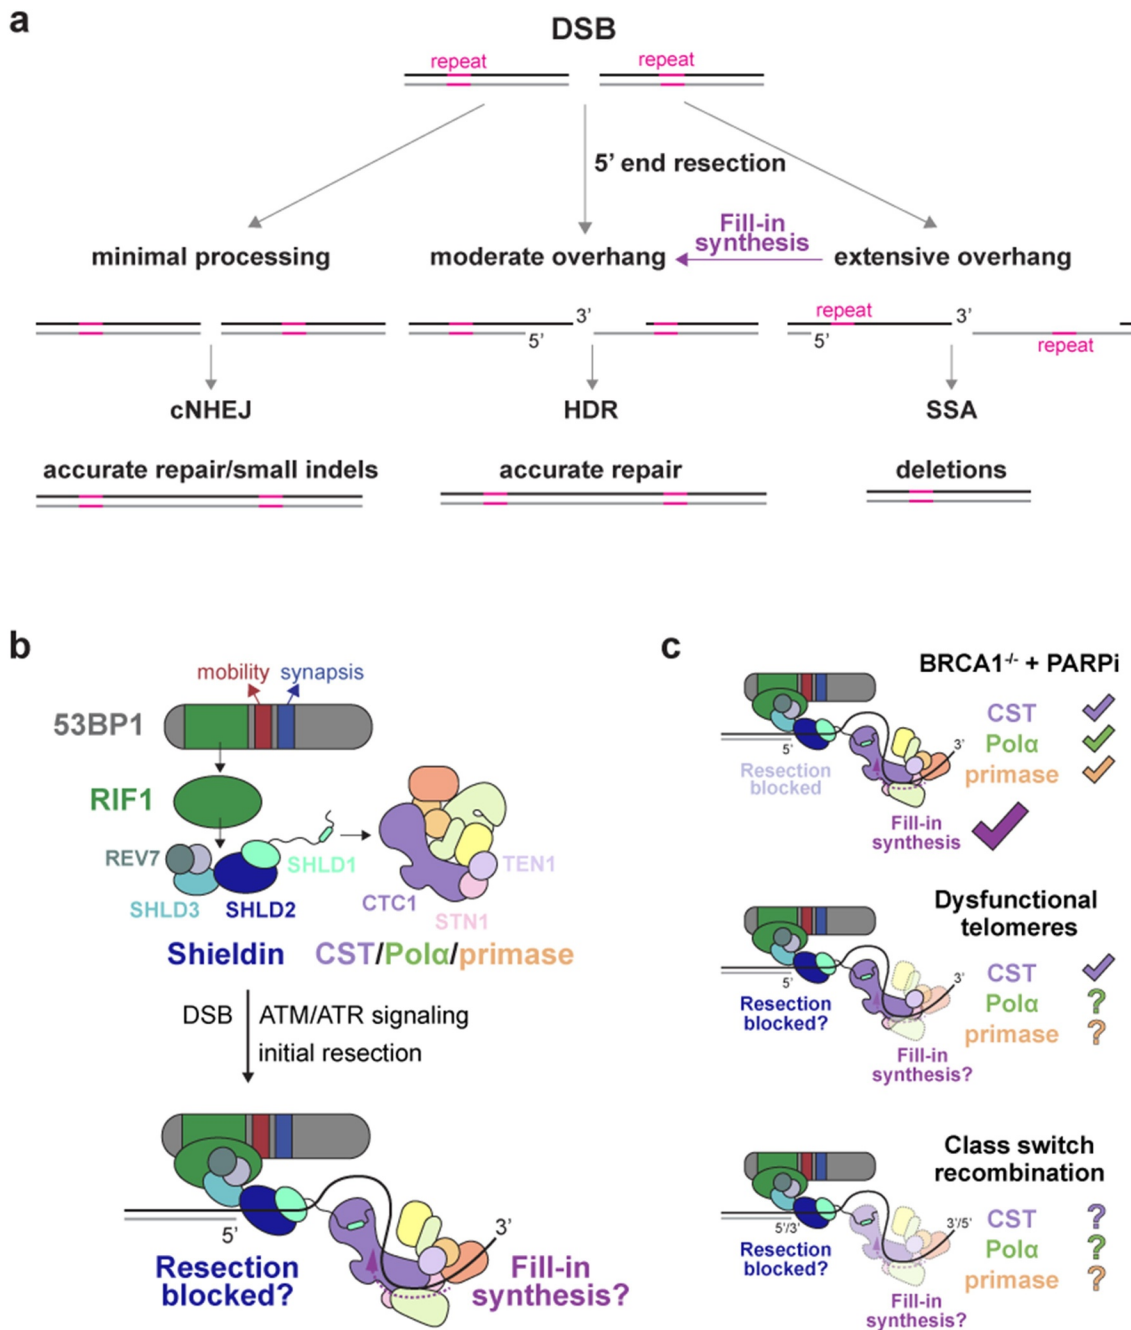 a
DSB
repeat
repeat
5’ end resection
Fill-in
synthesis
minimal processing
moderate overhang
extensive overhang
3’
5’
repeat
3’
5’
repeat
cNHEJ
HDR
SSA
accurate repair/small indels
accurate repair
deletions
b
mobility
synapsis
53BP1
RIF1
REV7
SHLD1
SHLD3
SHLD2
TEN1
CTC1
STN1
Shieldin
CST/Polα/primase
DSB
ATM/ATR signaling
initial resection
5’
3’
Resection
blocked?
Fill-in
synthesis?
c
BRCA1-/- + PARPi
CST
Polα
primase
5’
3’
Resection
blocked
Fill-in
synthesis
Dysfunctional
telomeres
CST
Polα
?
primase
?
5’
3’
Resection
blocked?
Fill-in
synthesis?
Class switch
recombination
CST
?
Polα
?
primase
?
5’/3’
3’/5’
Resection
blocked?
Fill-in
synthesis?